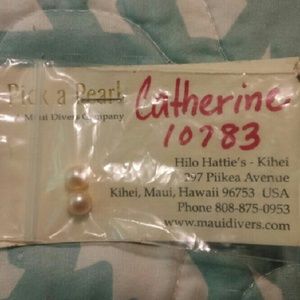 Pick a Pearl
Maui Divers Company
Catherine
10783
Hilo Hattie's - Kihei
297 Piikea Avenue
Kihei, Maui, Hawaii 96753 USA
Phone 808-875-0953
www.mauidivers.com